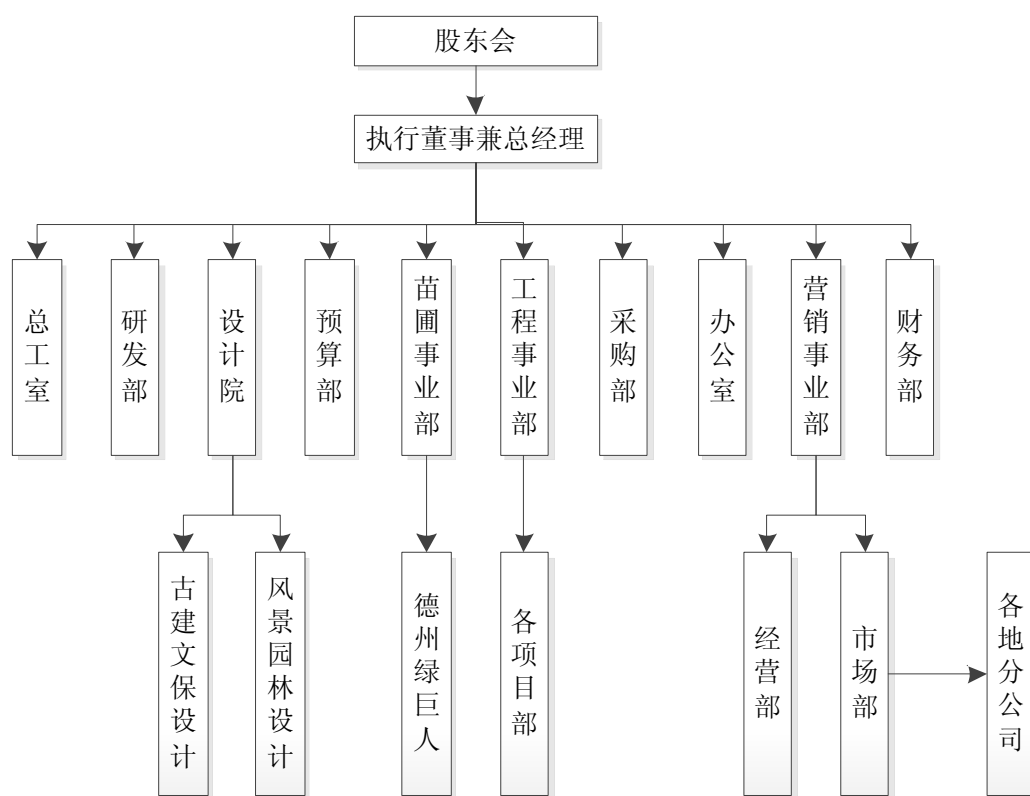 股东会
执行董事兼总经理
总工室
研发部
设计院
预算部
苗圃事业部
工程事业部
采购部
办公室
营销事业部
财务部
古建文保设计
风景园林设计
德州绿巨人
各项目部
经营部
市场部
各地分公司